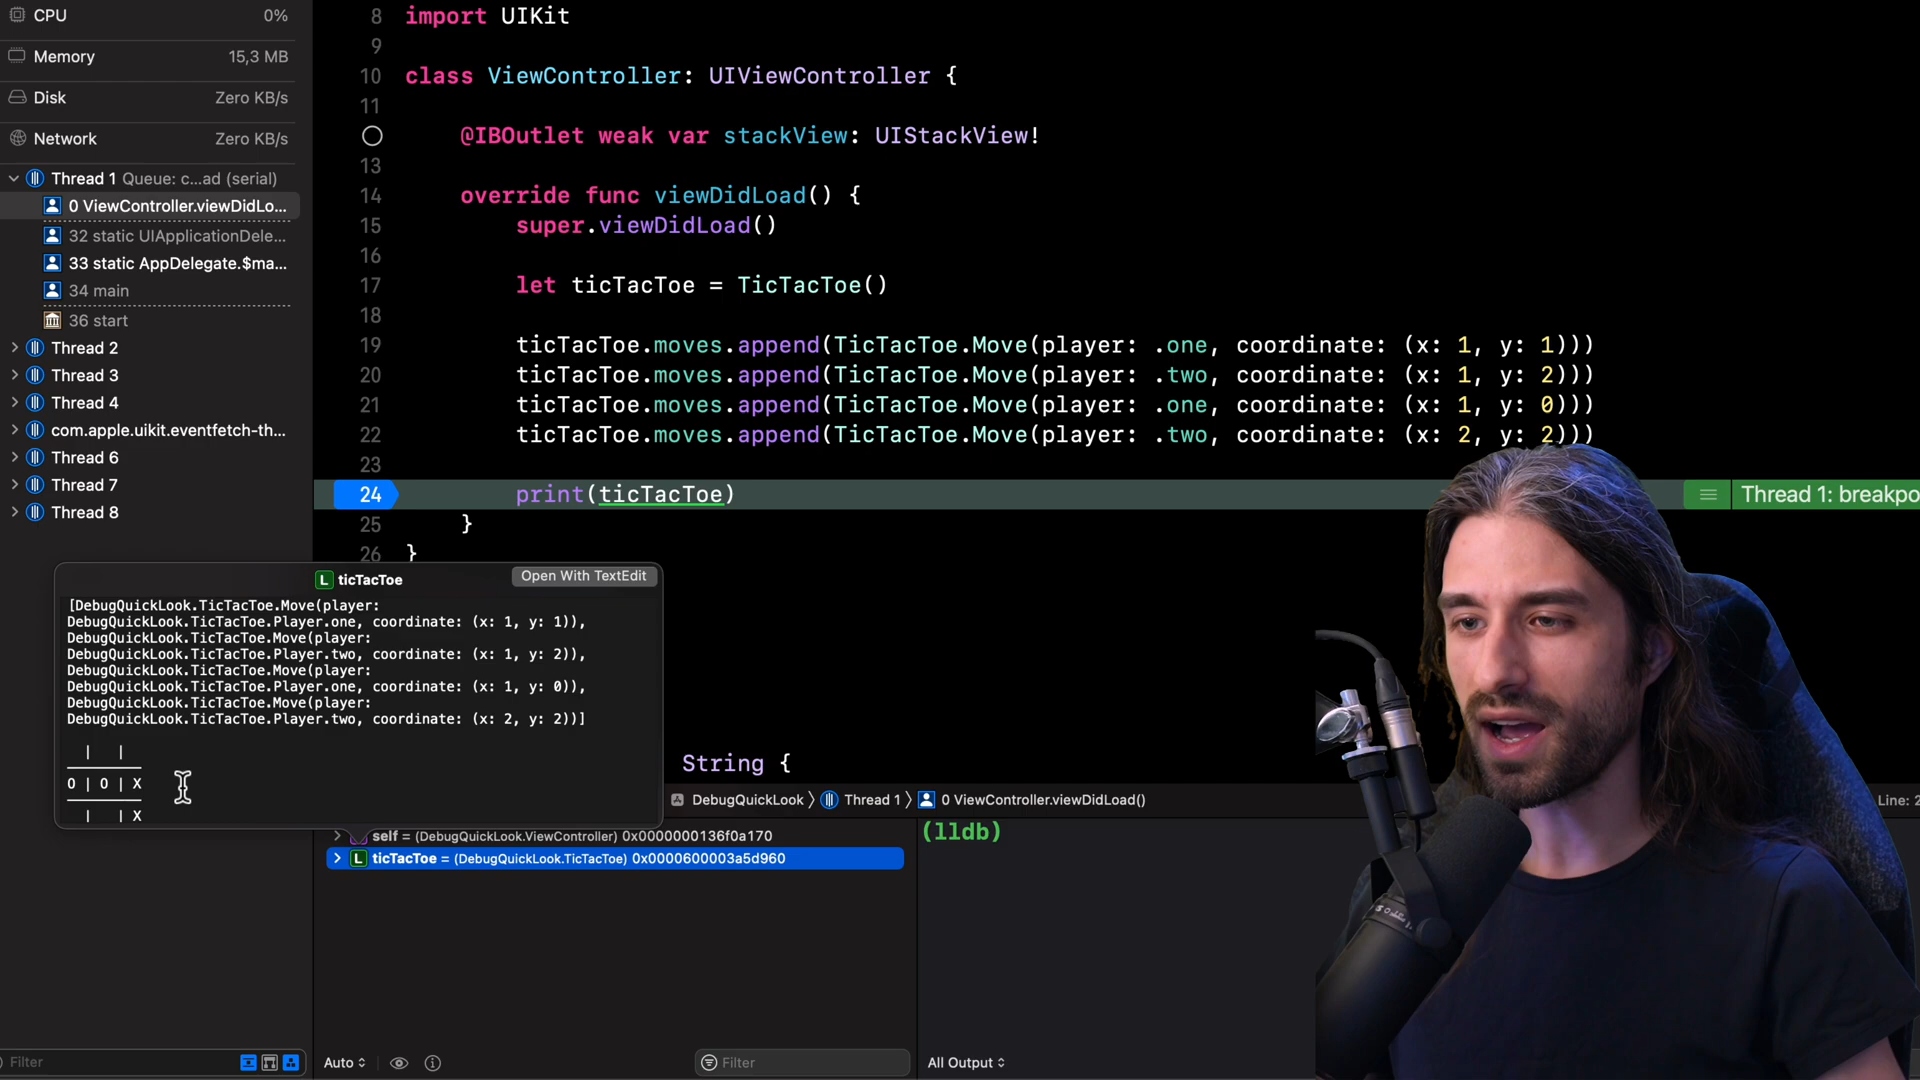 CPU 0%
Memory 15,3 MB
Disk Zero KB/s
Network Zero KB/s
Thread 1 Queue: c...ad (serial)
0 ViewController.viewDidLo...
32 static UIApplicationDele...
33 static AppDelegate.$ma...
34 main
36 start
Thread 2
Thread 3
Thread 4
com.apple.uikit.eventfetch-th...
Thread 6
Thread 7
Thread 8
8 import UIKit
9
10 class ViewController: UIViewController {
11
@IBOutlet weak var stackView: UIStackView!
13
14 override func viewDidLoad() {
15 super.viewDidLoad()
16
17 let ticTacToe = TicTacToe()
18
19 ticTacToe.moves.append(TicTacToe.Move(player: .one, coordinate: (x: 1, y: 1)))
20 ticTacToe.moves.append(TicTacToe.Move(player: .two, coordinate: (x: 1, y: 2)))
21 ticTacToe.moves.append(TicTacToe.Move(player: .one, coordinate: (x: 1, y: 0)))
22 ticTacToe.moves.append(TicTacToe.Move(player: .two, coordinate: (x: 2, y: 2)))
23
24 print(ticTacToe) Thread 1: breakpo
25 }
26 }
L ticTacToe Open With TextEdit
[DebugQuickLook.TicTacToe.Move(player:
DebugQuickLook.TicTacToe.Player.one, coordinate: (x: 1, y: 1)),
DebugQuickLook.TicTacToe.Move(player:
DebugQuickLook.TicTacToe.Player.two, coordinate: (x: 1, y: 2)),
DebugQuickLook.TicTacToe.Move(player:
DebugQuickLook.TicTacToe.Player.one, coordinate: (x: 1, y: 0)),
DebugQuickLook.TicTacToe.Move(player:
DebugQuickLook.TicTacToe.Player.two, coordinate: (x: 2, y: 2))]
| |
O | O | X
| | X
String {
DebugQuickLook Thread 1 0 ViewController.viewDidLoad() Line: 2
self = (DebugQuickLook.ViewController) 0x0000000136f0a170
L ticTacToe = (DebugQuickLook.TicTacToe) 0x0000600003a5d960
(lldb)
Filter
Auto
Filter
All Output